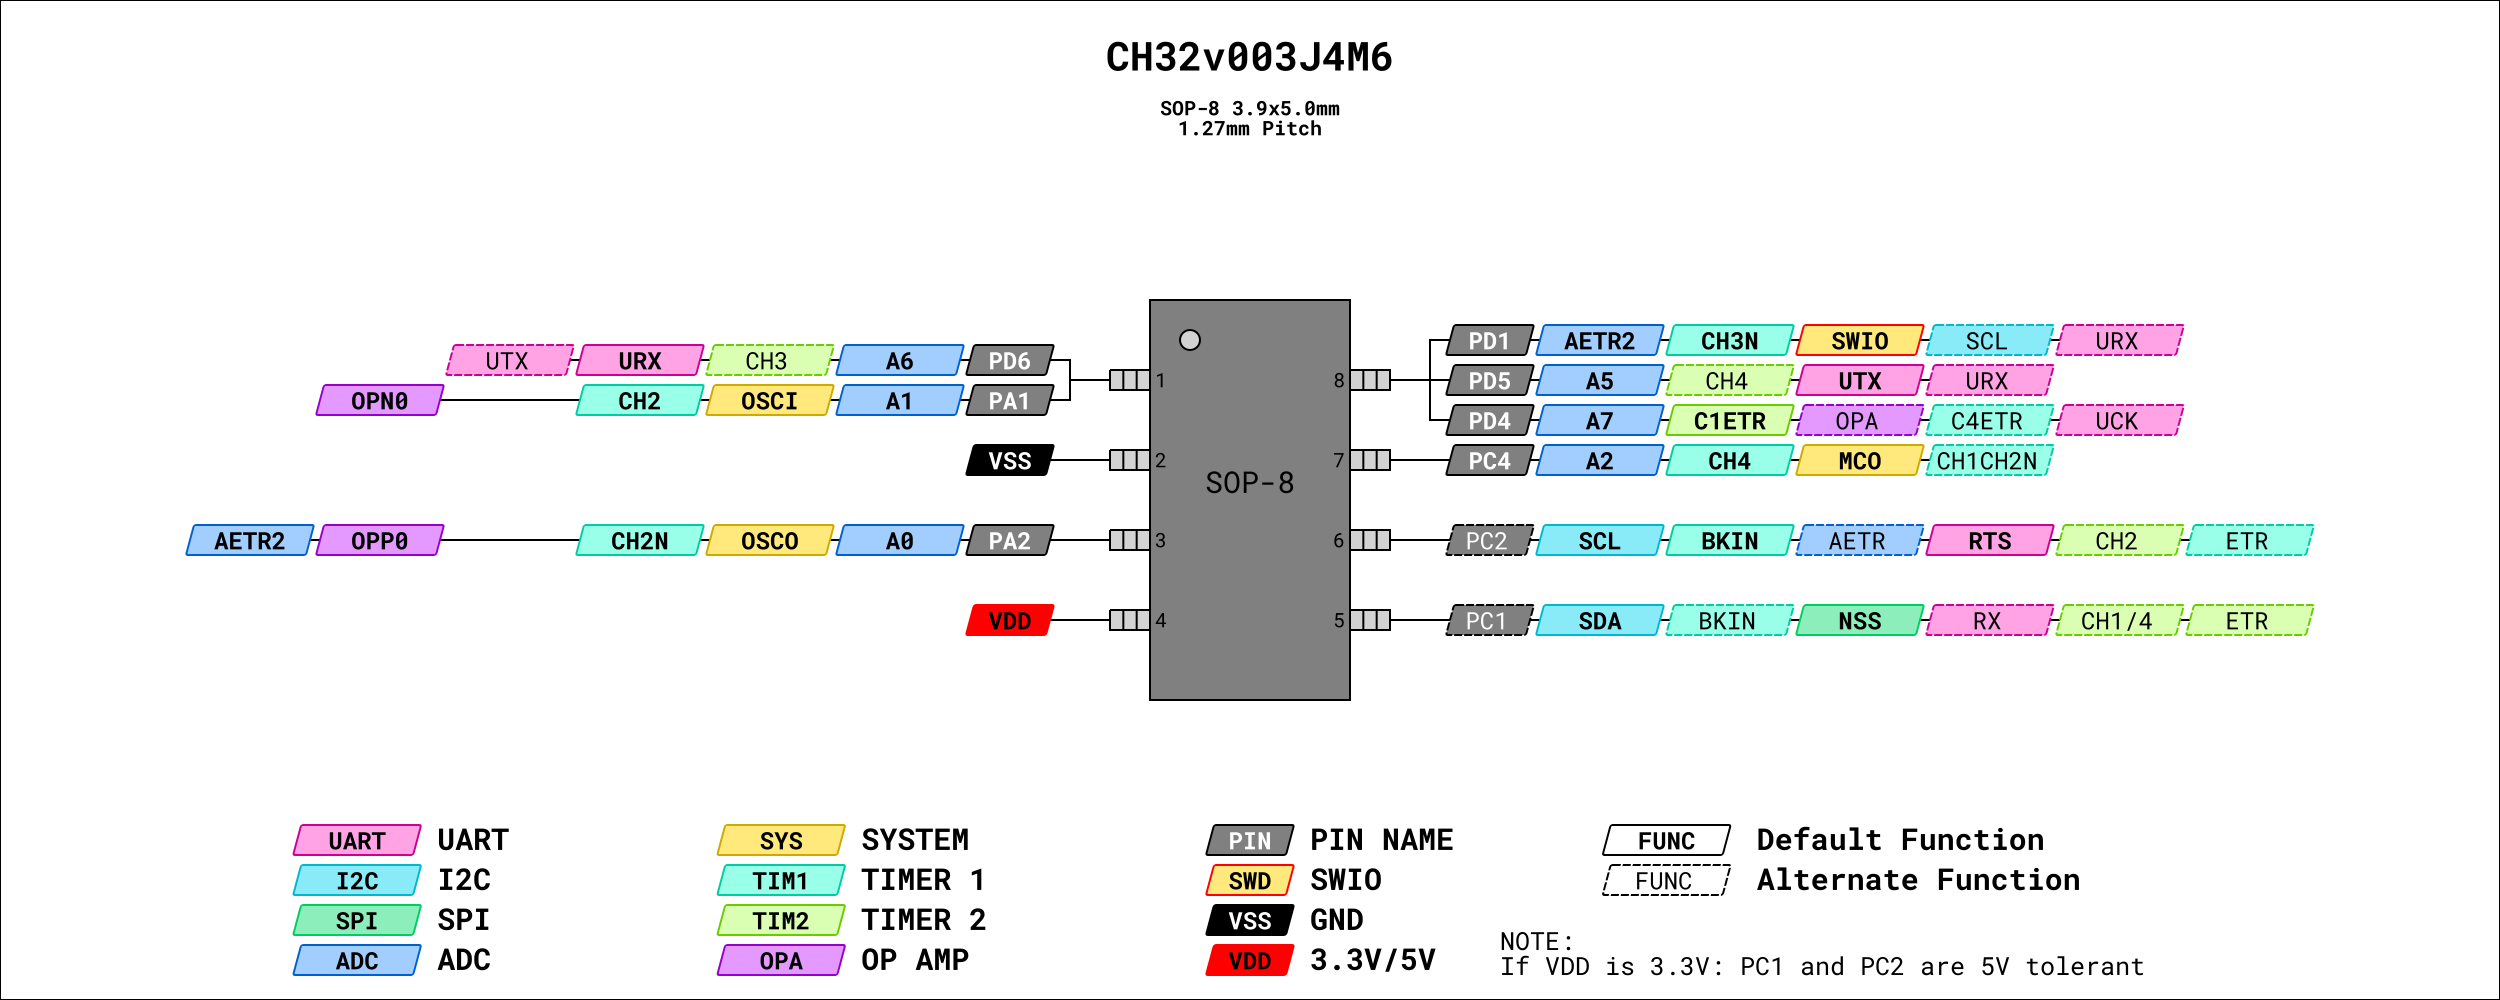 CH32v003J4M6
SOP-8 3.9x5.0mm
1.27mm Pitch
UTX URX CH3 A6 PD6
OPN0 CH2 OSCI A1 PA1
1
VSS 2
AETR2 OPP0 CH2N OSCO A0 PA2 3
VDD 4
SOP-8
PD1 AETR2 CH3N SWIO SCL URX
8 PD5 A5 CH4 UTX URX
PD4 A7 C1ETR OPA C4ETR UCK
7 PC4 A2 CH4 MCO CH1CH2N
6 PC2 SCL BKIN AETR RTS CH2 ETR
5 PC1 SDA BKIN NSS RX CH1/4 ETR
UART UART
I2C I2C
SPI SPI
ADC ADC
SYS SYSTEM
TIM1 TIMER 1
TIM2 TIMER 2
OPA OP AMP
PIN PIN NAME
SWD SWIO
VSS GND
VDD 3.3V/5V
FUNC Default Function
FUNC Alternate Function
NOTE:
If VDD is 3.3V: PC1 and PC2 are 5V tolerant